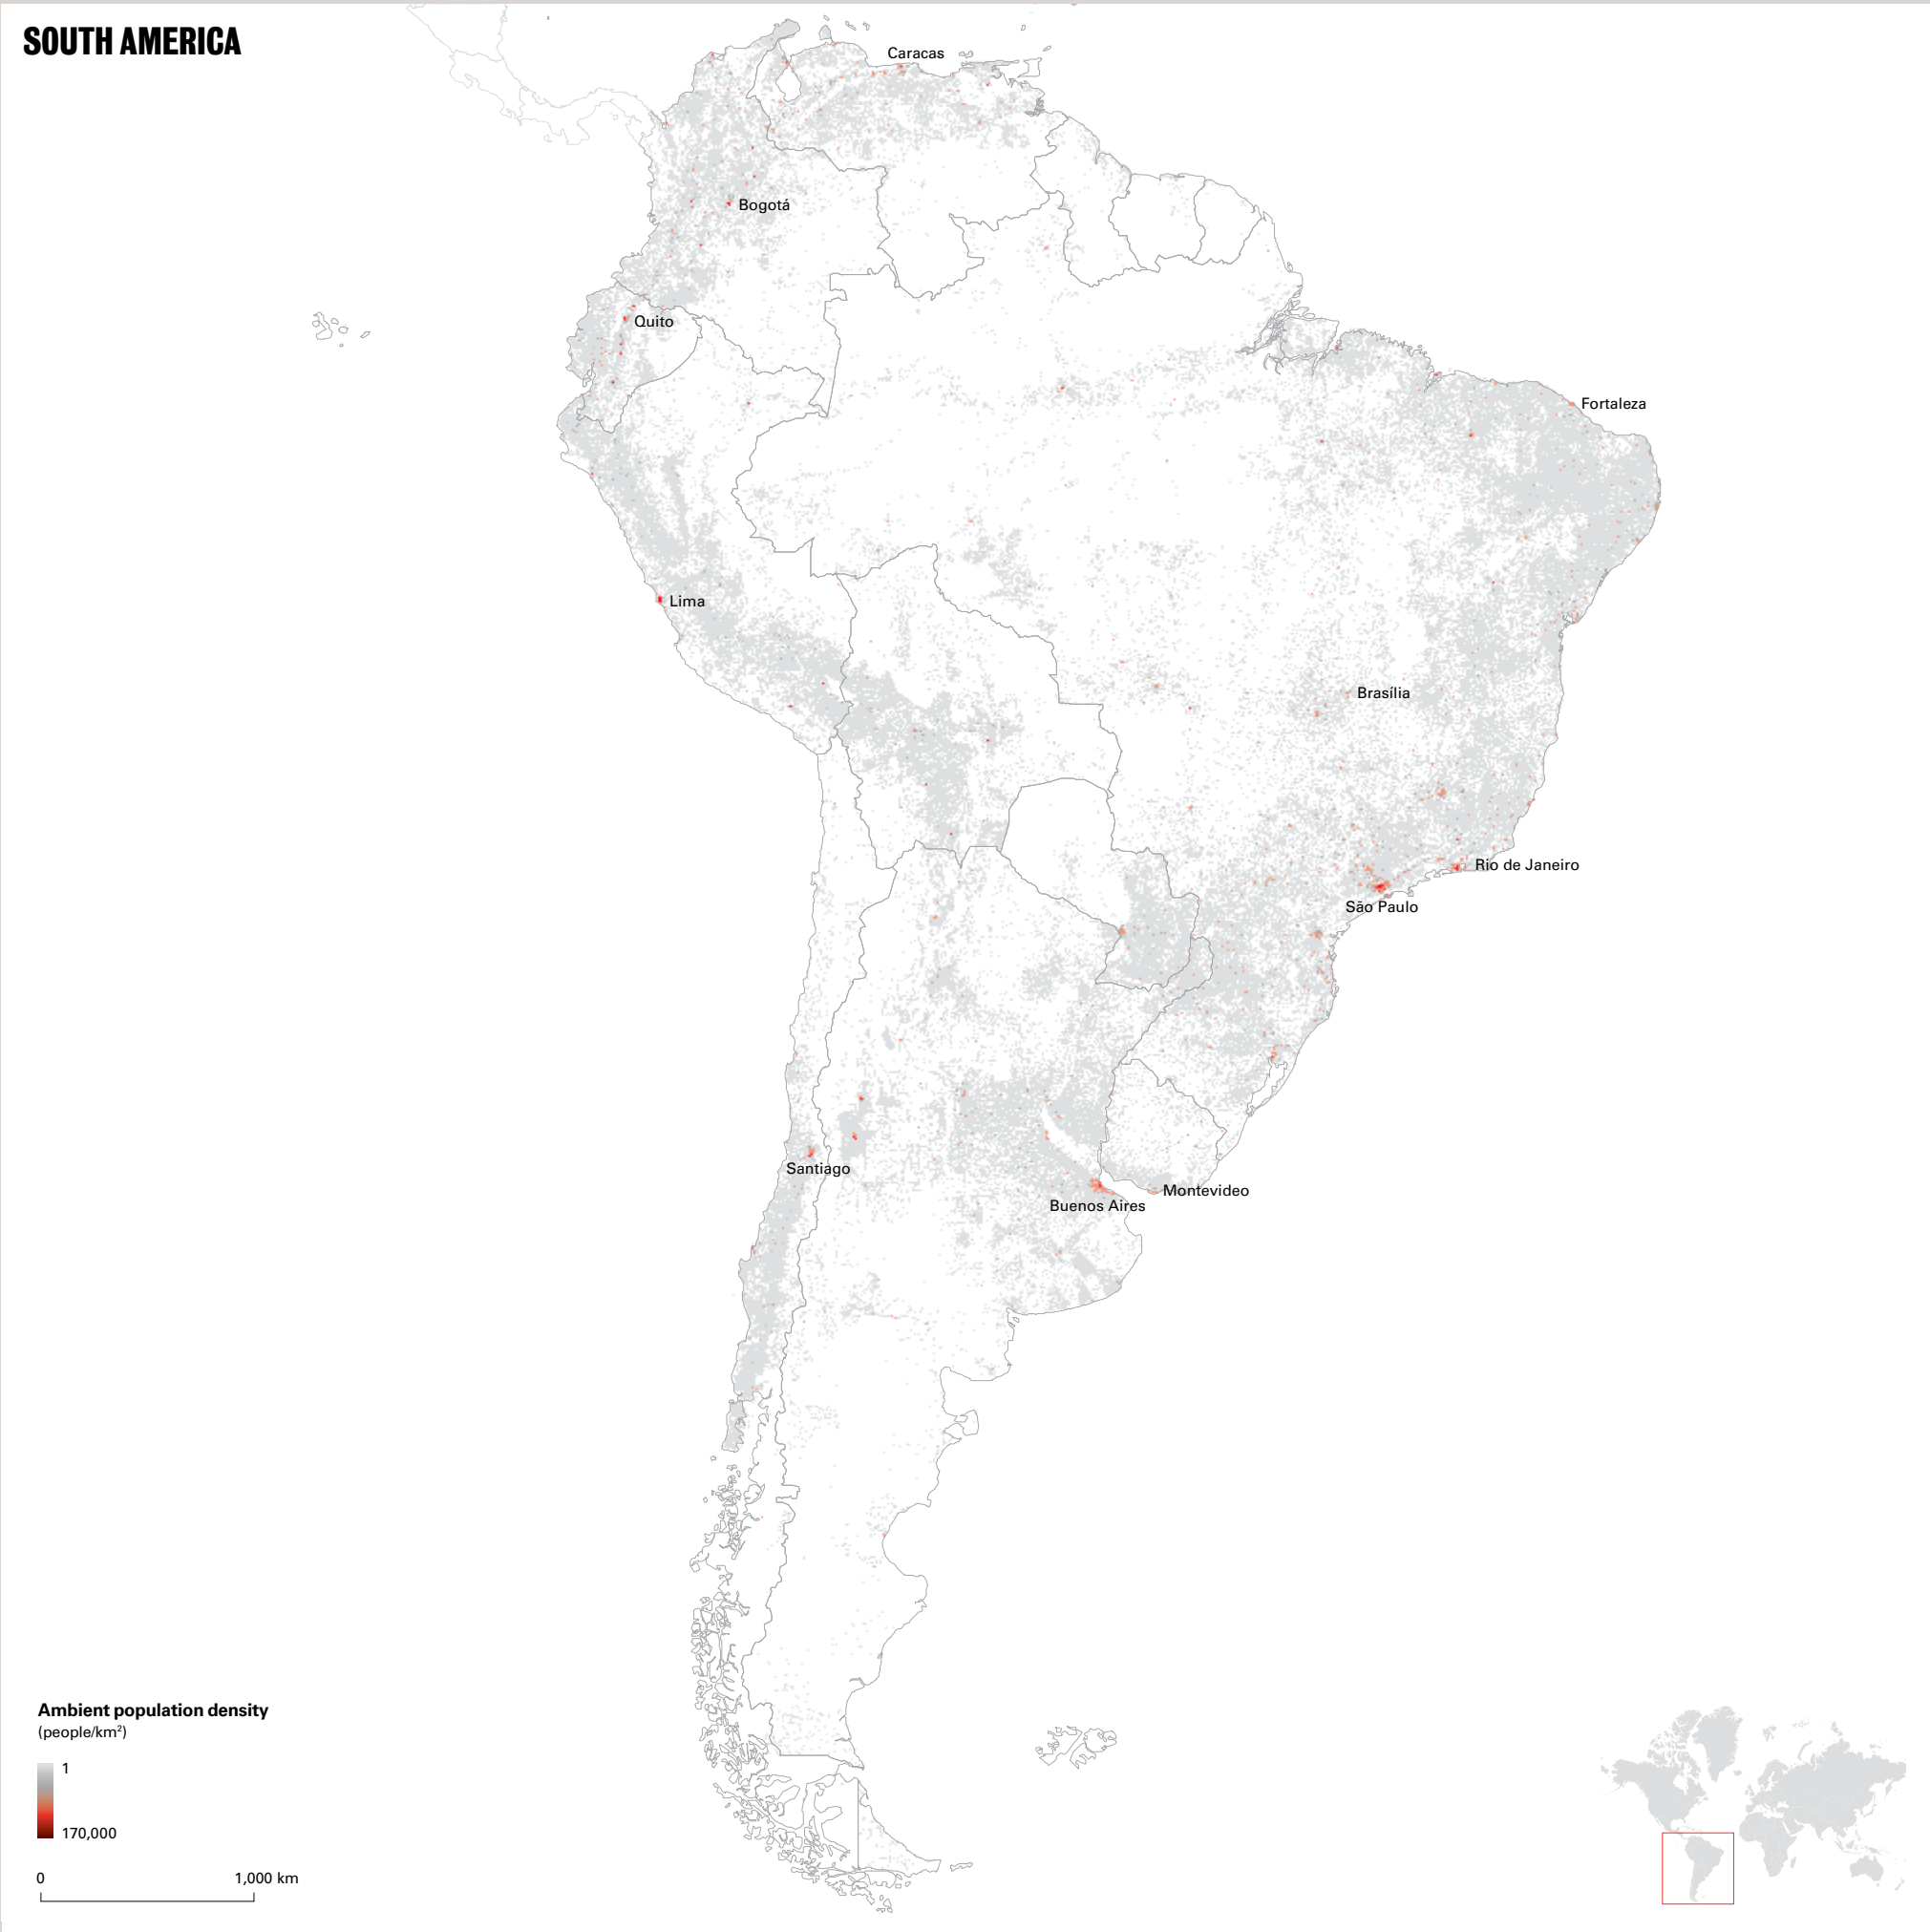 SOUTH AMERICA
Caracas
Bogotá
Quito
Fortaleza
Lima
Brasília
Rio de Janeiro
São Paulo
Santiago
Montevideo
Buenos Aires
Ambient population density
(people/km²)
1
170,000
0 1,000 km